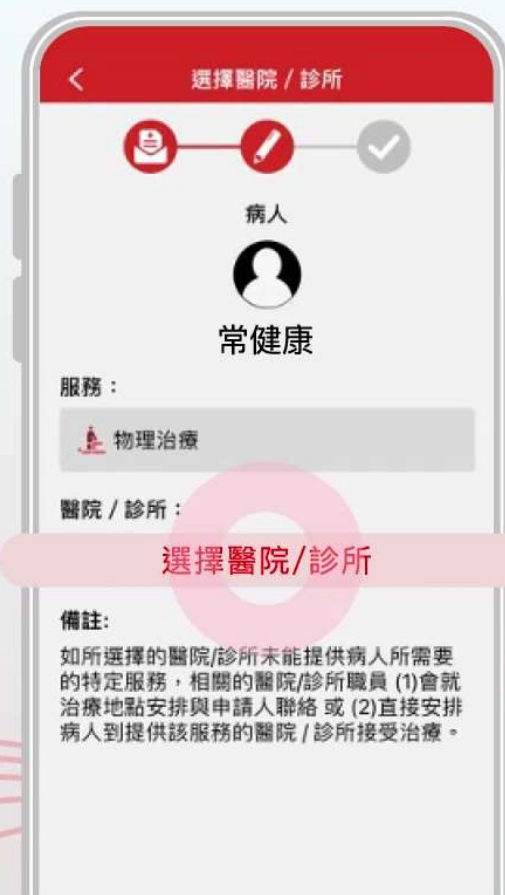 選擇醫院 / 診所
病人
常健康
服務：
物理治療
醫院 / 診所：
選擇醫院/診所
備註:
如所選擇的醫院/診所未能提供病人所需要
的特定服務，相關的醫院/診所職員 (1)會就
治療地點安排與申請人聯絡 或 (2)直接安排
病人到提供該服務的醫院 / 診所接受治療。